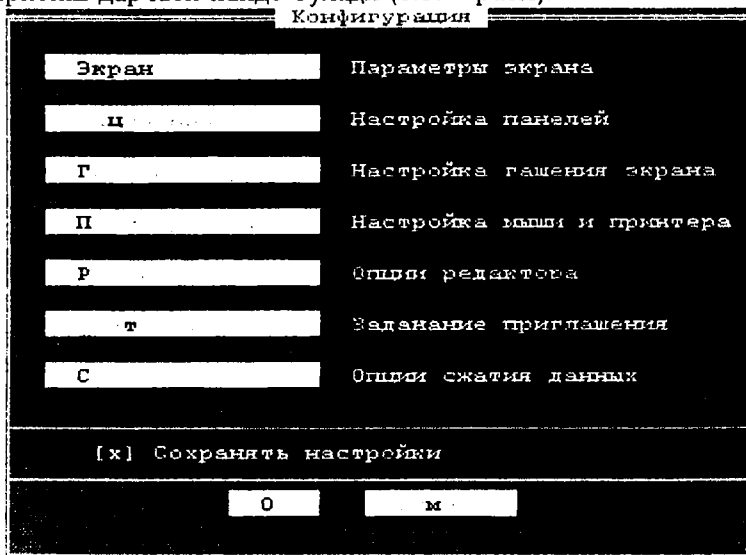 Конфигурация
Экран Параметры экрана
ц Настройка панелей
Г Настройка гашения экрана
П Настройка мыши и принтера
Р Опции редактора
т Заданание приглашения
С Опции сжатия данных
[x] Сохранять настройки
О м